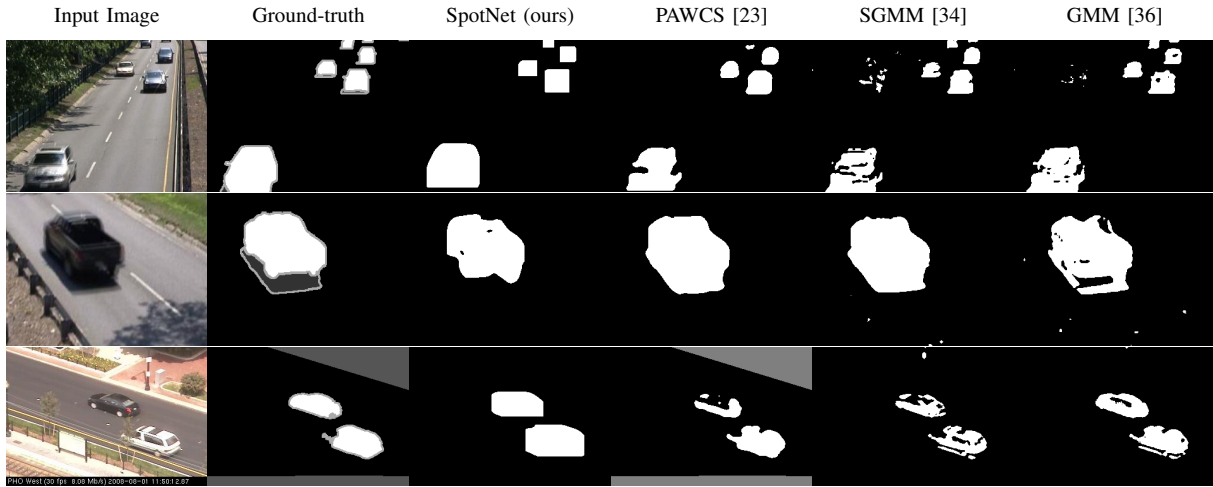 Input Image Ground-truth SpotNet (ours) PAWCS [23] SGMM [34] GMM [36]
PHO West (30 fps 8.08 Mb/s) 2008-08-01 11:50:12.87